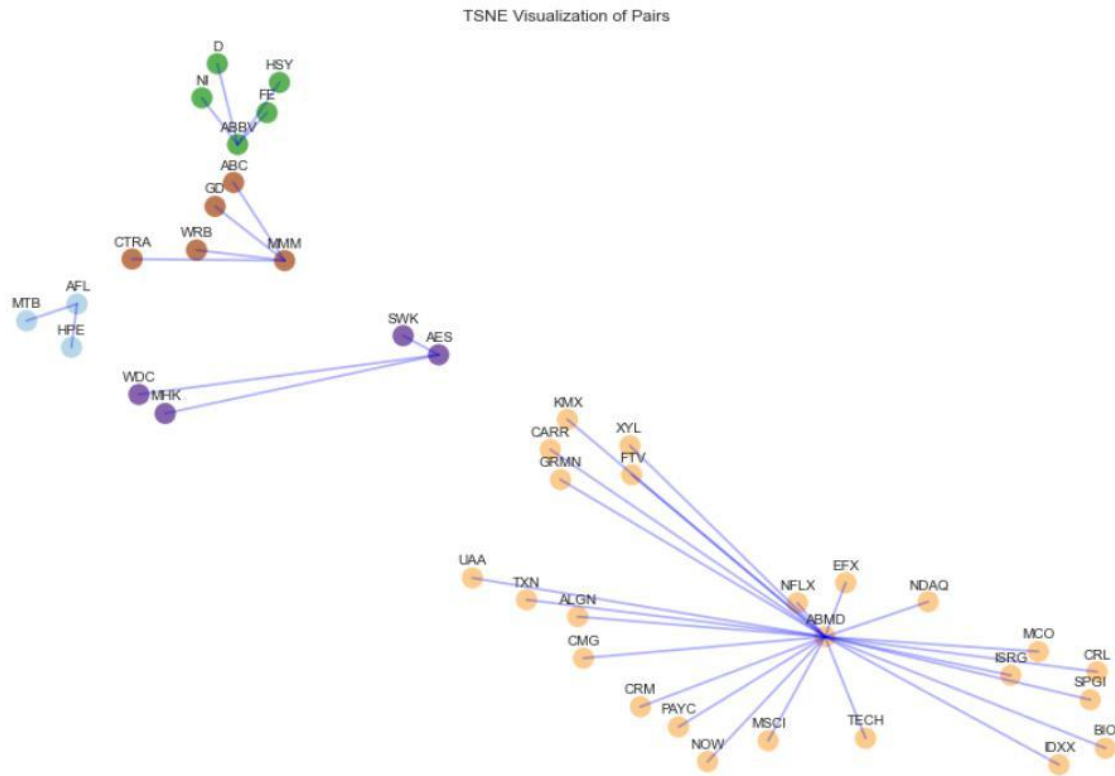 TSNE Visualization of Pairs
D
HSY
NI
FE
ABBV
ABC
GD
WRB
MMM
CTRA
AFL
MTB
HPE
SWK
AES
WDC
MHK
KMX
XYL
CARR
FTV
GRMN
UAA
TXN
ALGN
NFLX
EFX
NDAQ
ABMD
CMG
MCO
ISRG
CRL
SPGI
CRM
PAYC
MSCI
TECH
NOW
IDXX
BIO